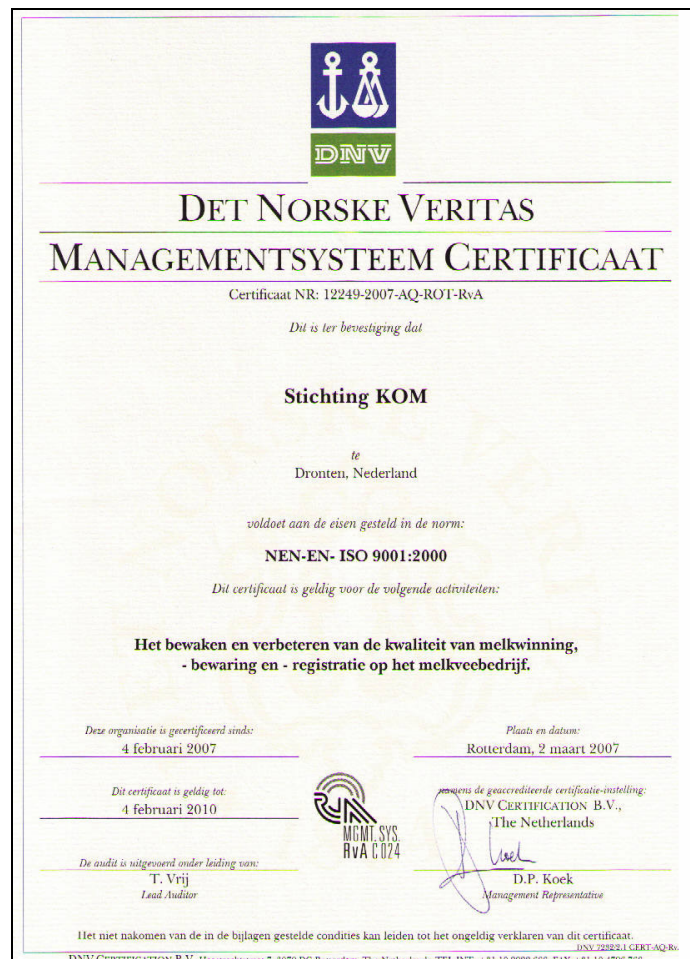 DNV
DET NORSKE VERITAS
MANAGEMENTSYSTEEM CERTIFICAAT
Certificaat NR: 12249-2007-AQ-ROT-RvA
Dit is ter bevestiging dat
Stichting KOM
te
Dronten, Nederland
voldoet aan de eisen gesteld in de norm:
NEN-EN- ISO 9001:2000
Dit certificaat is geldig voor de volgende activiteiten:
Het bewaken en verbeteren van de kwaliteit van melkwinning,
- bewaring en - registratie op het melkveebedrijf.
Deze organisatie is gecertificeerd sinds:
4 februari 2007
Plaats en datum:
Rotterdam, 2 maart 2007
Dit certificaat is geldig tot:
4 februari 2010
RvA
MGMT. SYS.
RvA C 024
namens de geaccrediteerde certificatie-instelling:
DNV CERTIFICATION B.V.,
The Netherlands
De audit is uitgevoerd onder leiding van:
T. Vrij
Lead Auditor
D.P. Koek
Management Representative
Het niet nakomen van de in de bijlagen gestelde condities kan leiden tot het ongeldig verklaren van dit certificaat.
DNV CERTIFICATION B.V.